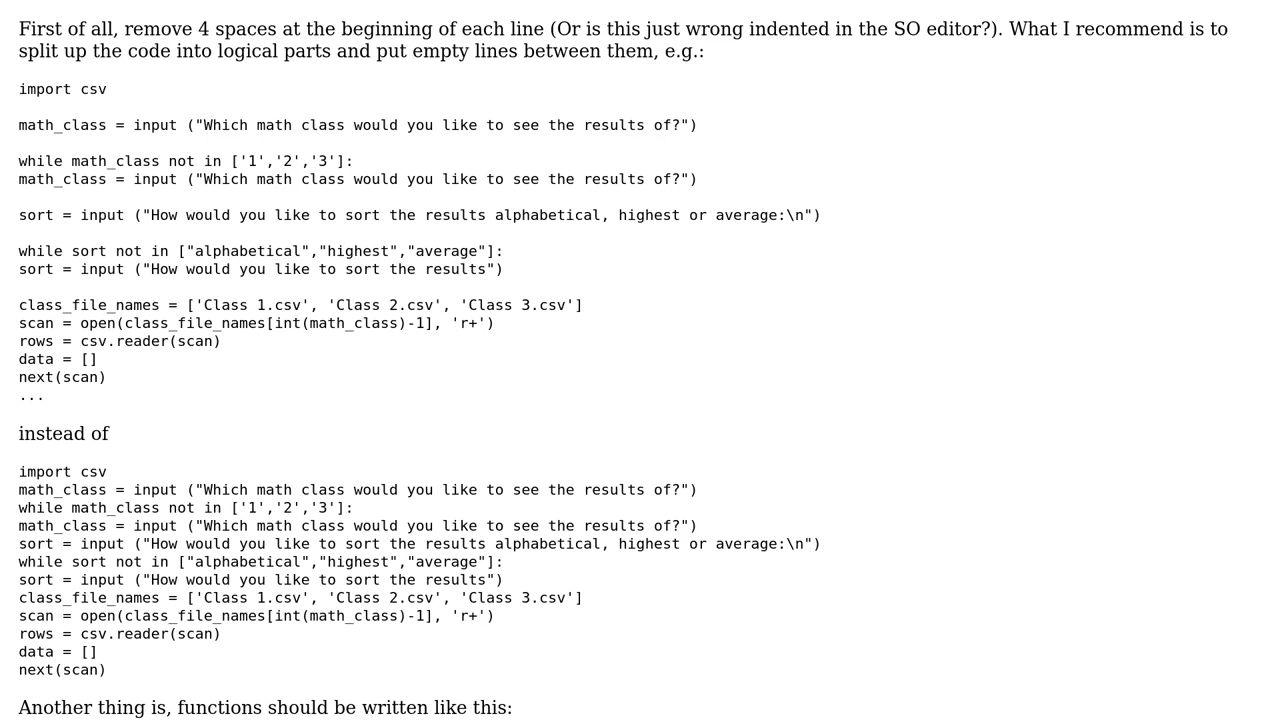 First of all, remove 4 spaces at the beginning of each line (Or is this just wrong indented in the SO editor?). What I recommend is to
split up the code into logical parts and put empty lines between them, e.g.:
import csv
math_class = input ("Which math class would you like to see the results of?")
while math_class not in ['1','2','3']:
math_class = input ("Which math class would you like to see the results of?")
sort = input ("How would you like to sort the results alphabetical, highest or average:\n")
while sort not in ["alphabetical","highest","average"]:
sort = input ("How would you like to sort the results")
class_file_names = ['Class 1.csv', 'Class 2.csv', 'Class 3.csv']
scan = open(class_file_names[int(math_class)-1], 'r+')
rows = csv.reader(scan)
data = []
next(scan)
...
instead of
import csv
math_class = input ("Which math class would you like to see the results of?")
while math_class not in ['1','2','3']:
math_class = input ("Which math class would you like to see the results of?")
sort = input ("How would you like to sort the results alphabetical, highest or average:\n")
while sort not in ["alphabetical","highest","average"]:
sort = input ("How would you like to sort the results")
class_file_names = ['Class 1.csv', 'Class 2.csv', 'Class 3.csv']
scan = open(class_file_names[int(math_class)-1], 'r+')
rows = csv.reader(scan)
data = []
next(scan)
Another thing is, functions should be written like this: